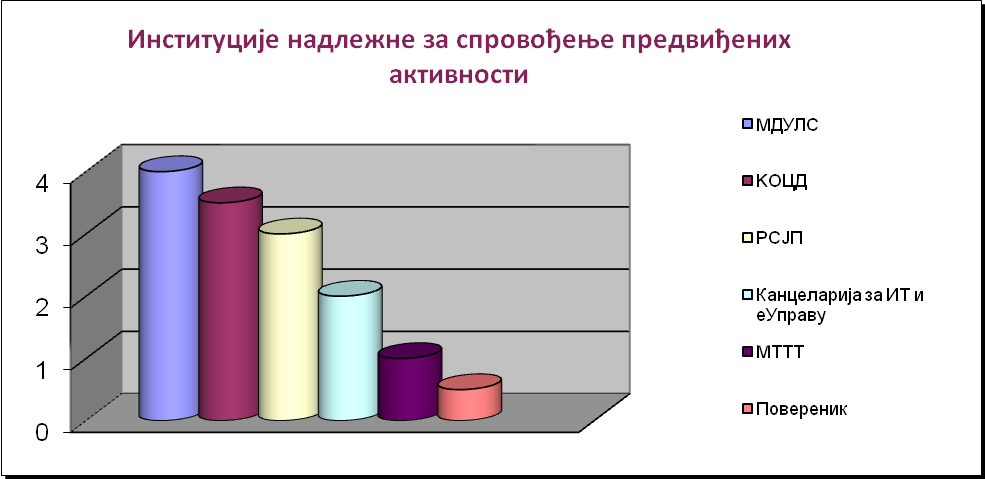 Институције надлежне за спровођење предвиђених
активности
4
3
2
1
0
МДУЛС
КОЦД
РСЈП
Канцеларија за ИТ и
еУправу
МТТТ
Повереник